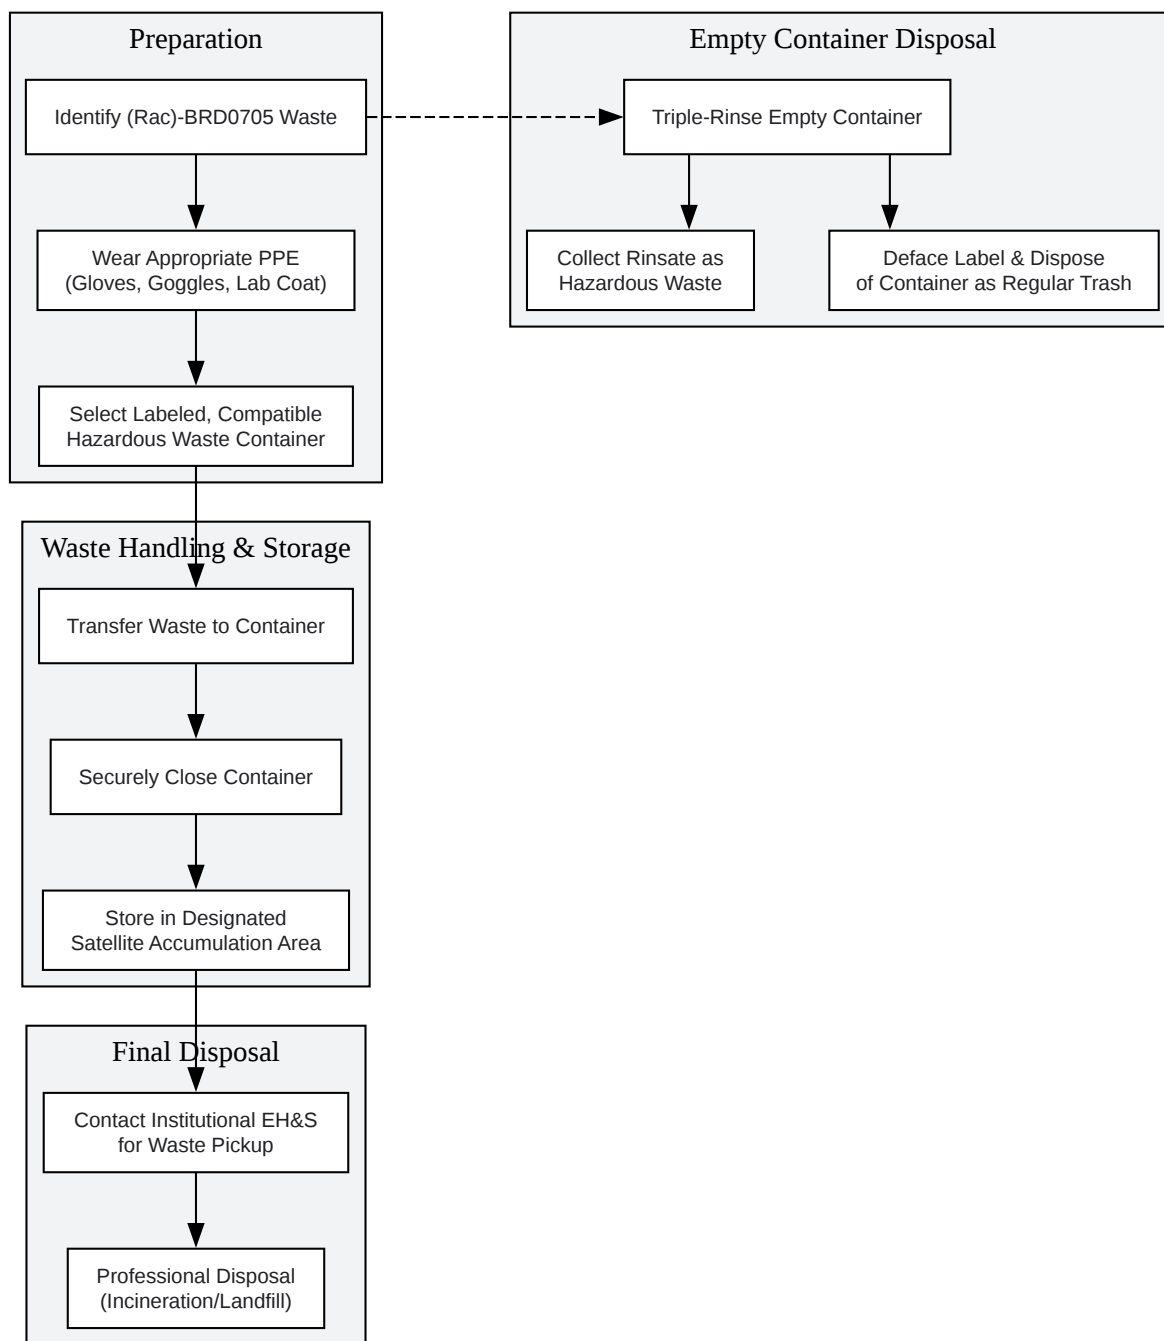 Preparation
Identify (Rac)-BRD0705 Waste
Wear Appropriate PPE
(Gloves, Goggles, Lab Coat)
Select Labeled, Compatible
Hazardous Waste Container
Waste Handling & Storage
Transfer Waste to Container
Securely Close Container
Store in Designated
Satellite Accumulation Area
Final Disposal
Contact Institutional EH&S
for Waste Pickup
Professional Disposal
(Incineration/Landfill)
Empty Container Disposal
Triple-Rinse Empty Container
Collect Rinsate as
Hazardous Waste
Deface Label & Dispose
of Container as Regular Trash